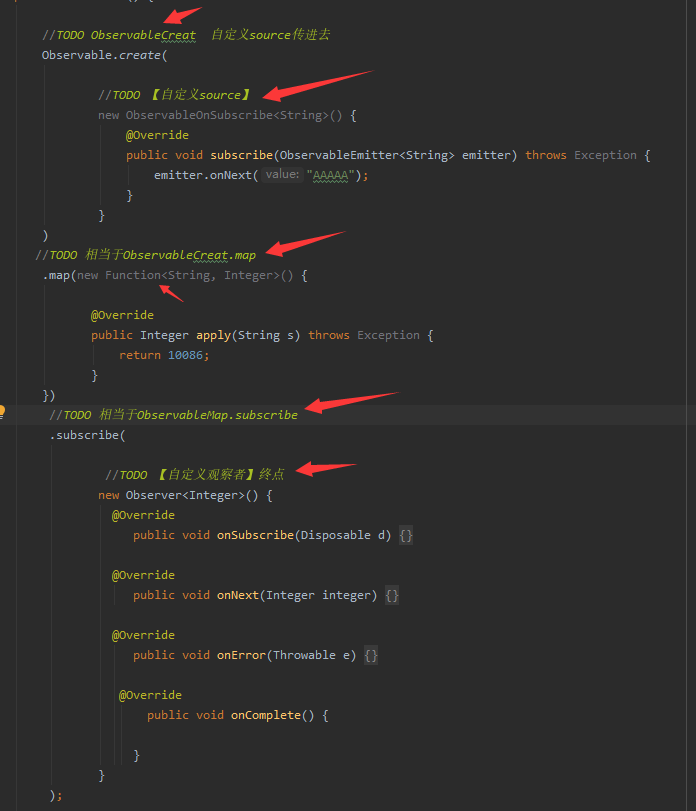 () {
//TODO ObservableCreat 自定义source传进去
Observable.create(
//TODO 【自定义source】
new ObservableOnSubscribe<String>() {
@Override
public void subscribe(ObservableEmitter<String> emitter) throws Exception {
emitter.onNext( value: "AAAAA");
}
}
)
//TODO 相当于ObservableCreat.map
.map(new Function<String, Integer>() {
@Override
public Integer apply(String s) throws Exception {
return 10086;
}
})
//TODO 相当于ObservableMap.subscribe
.subscribe(
//TODO 【自定义观察者】终点
new Observer<Integer>() {
@Override
public void onSubscribe(Disposable d) {}
@Override
public void onNext(Integer integer) {}
@Override
public void onError(Throwable e) {}
@Override
public void onComplete() {
}
}
);